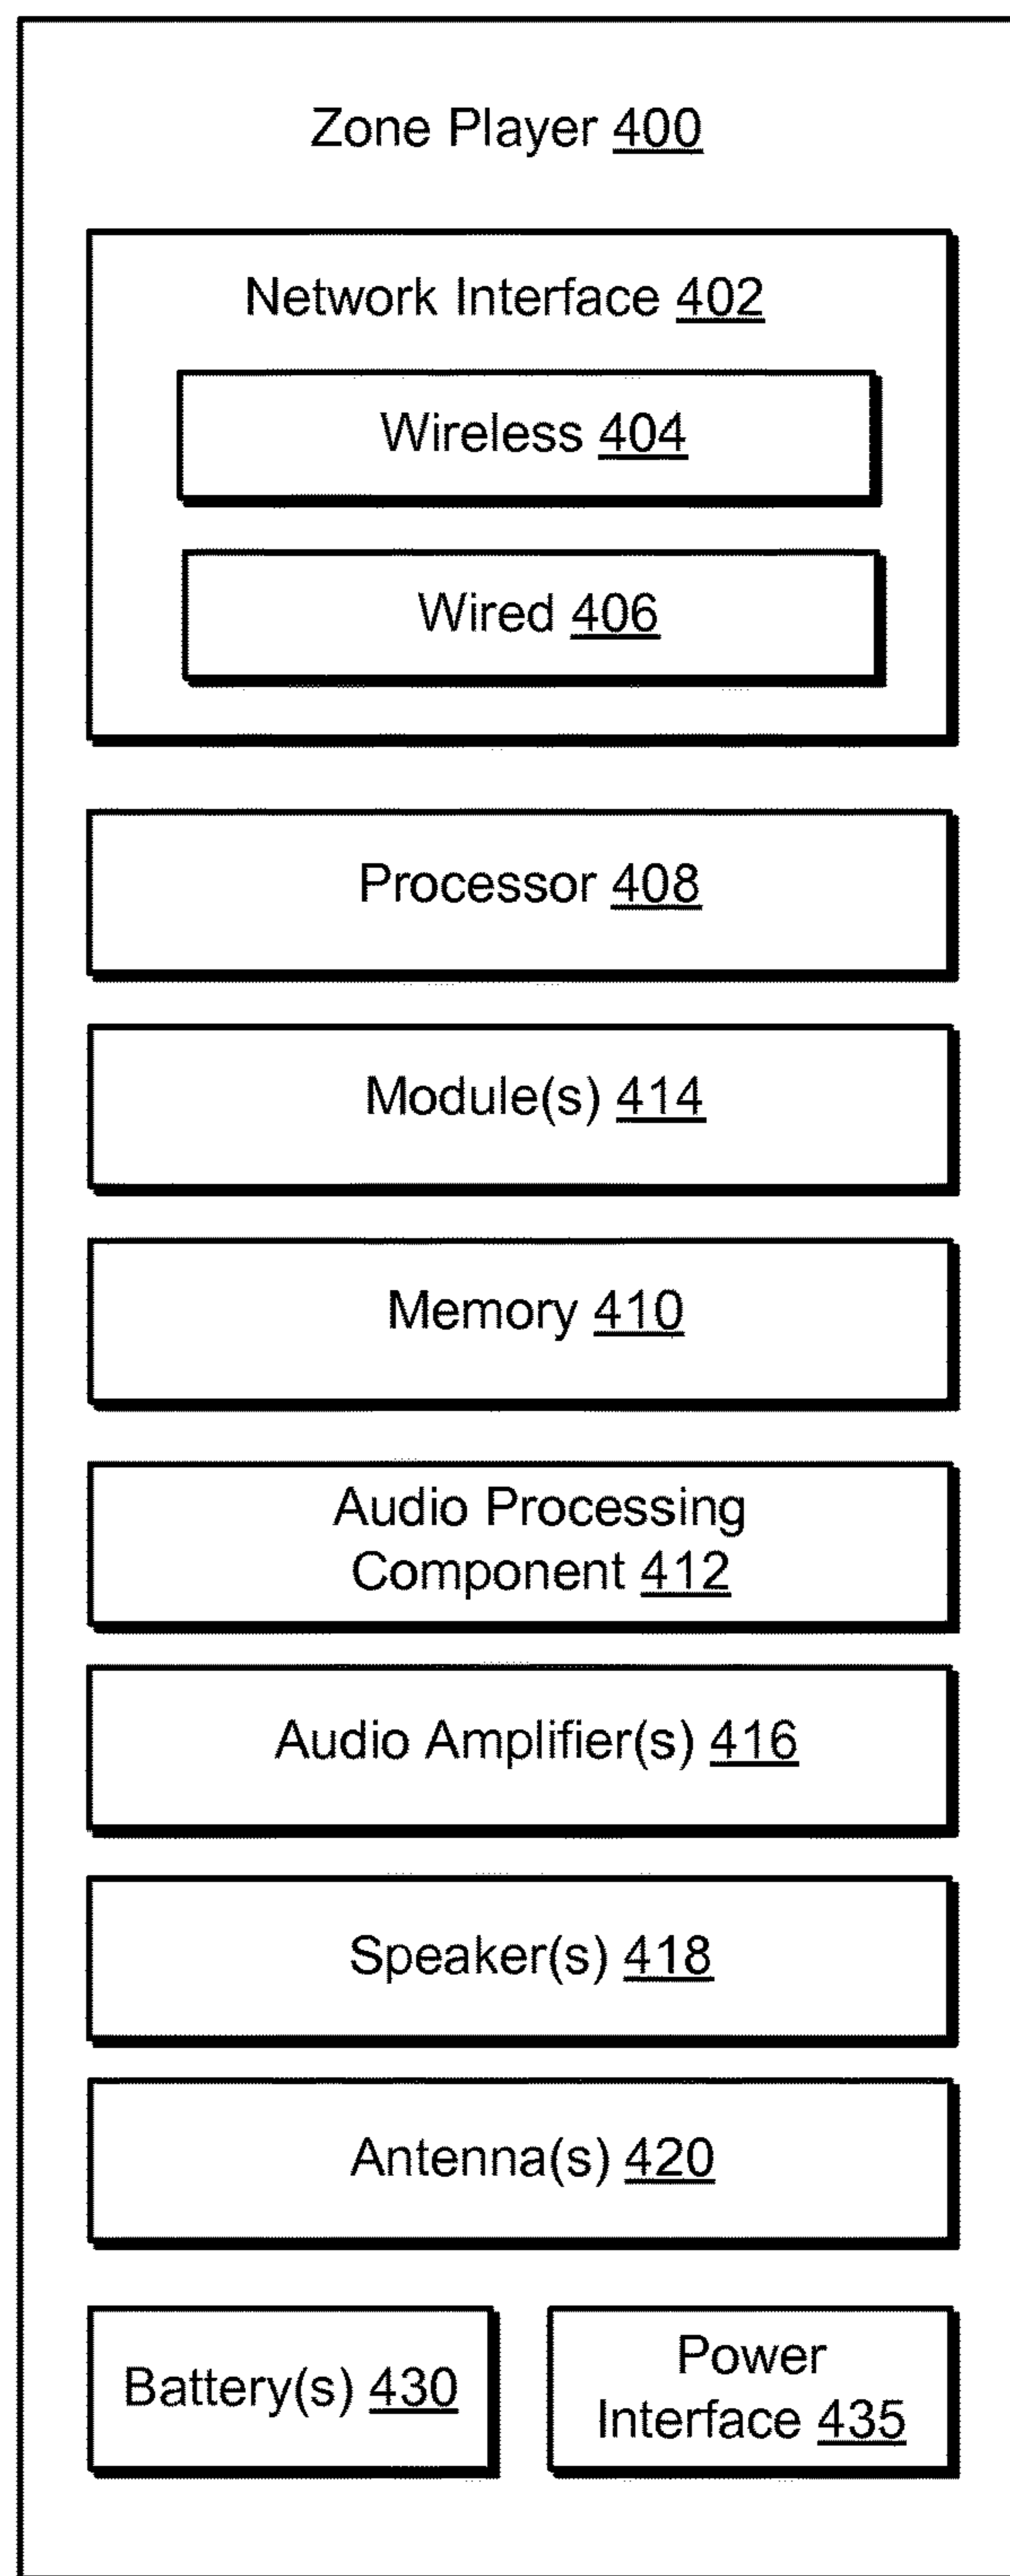 Zone Player 400
Network Interface 402
Wireless 404
Wired 406
Processor 408
Module(s) 414
Memory 410
Audio Processing
Component 412
Audio Amplifier(s) 416
Speaker(s) 418
Antenna(s) 420
Battery(s) 430
Power
Interface 435